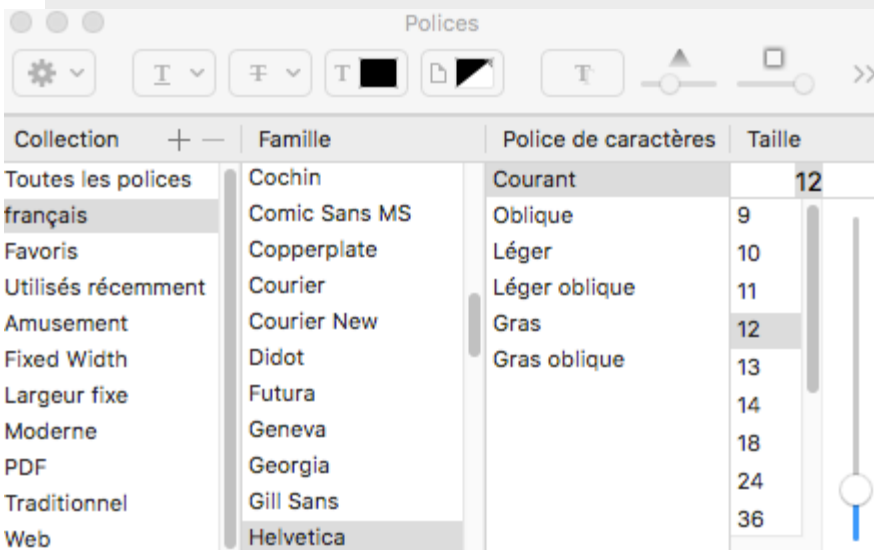 Polices
T T T T
Collection + — Famille Police de caractères Taille
Toutes les polices Cochin Courant 12
français Comic Sans MS Oblique 9
Favoris Copperplate Léger 10
Utilisés récemment Courier Léger oblique 11
Amusement Courier New Gras 12
Fixed Width Didot Gras oblique 13
Largeur fixe Futura 14
Moderne Geneva 18
PDF Georgia 24
Traditionnel Gill Sans 36
Web Helvetica